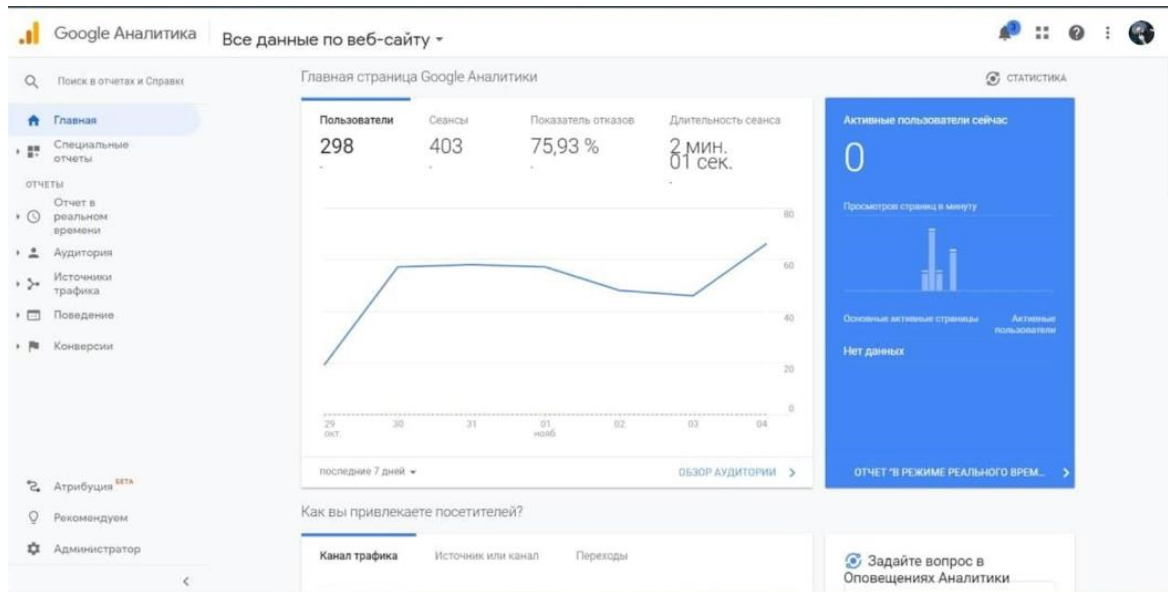 Google Аналитика
Все данные по веб-сайту
3
Поиск в отчетах и Справке
Главная
Специальные
отчеты
ОТЧЕТЫ
Отчет в
реальном
времени
Аудитория
Источники
трафика
Поведение
Конверсии
Атрибуция БЕТА
Рекомендуем
Администратор
Главная страница Google Аналитики
СТАТИСТИКА
Пользователи
298
Сеансы
403
Показатель отказов
75,93 %
Длительность сеанса
2 мин.
01 сек.
80
60
40
20
0
29
окт.
30
31
01
нояб.
02
03
04
последние 7 дней
ОБЗОР АУДИТОРИИ
Активные пользователи сейчас
0
Просмотров страниц в минуту
Основные активные страницы
Активные
пользователи
Нет данных
ОТЧЕТ "В РЕЖИМЕ РЕАЛЬНОГО ВРЕМ...
Как вы привлекаете посетителей?
Канал трафика
Источник или канал
Переходы
Задайте вопрос в
Оповещениях Аналитики